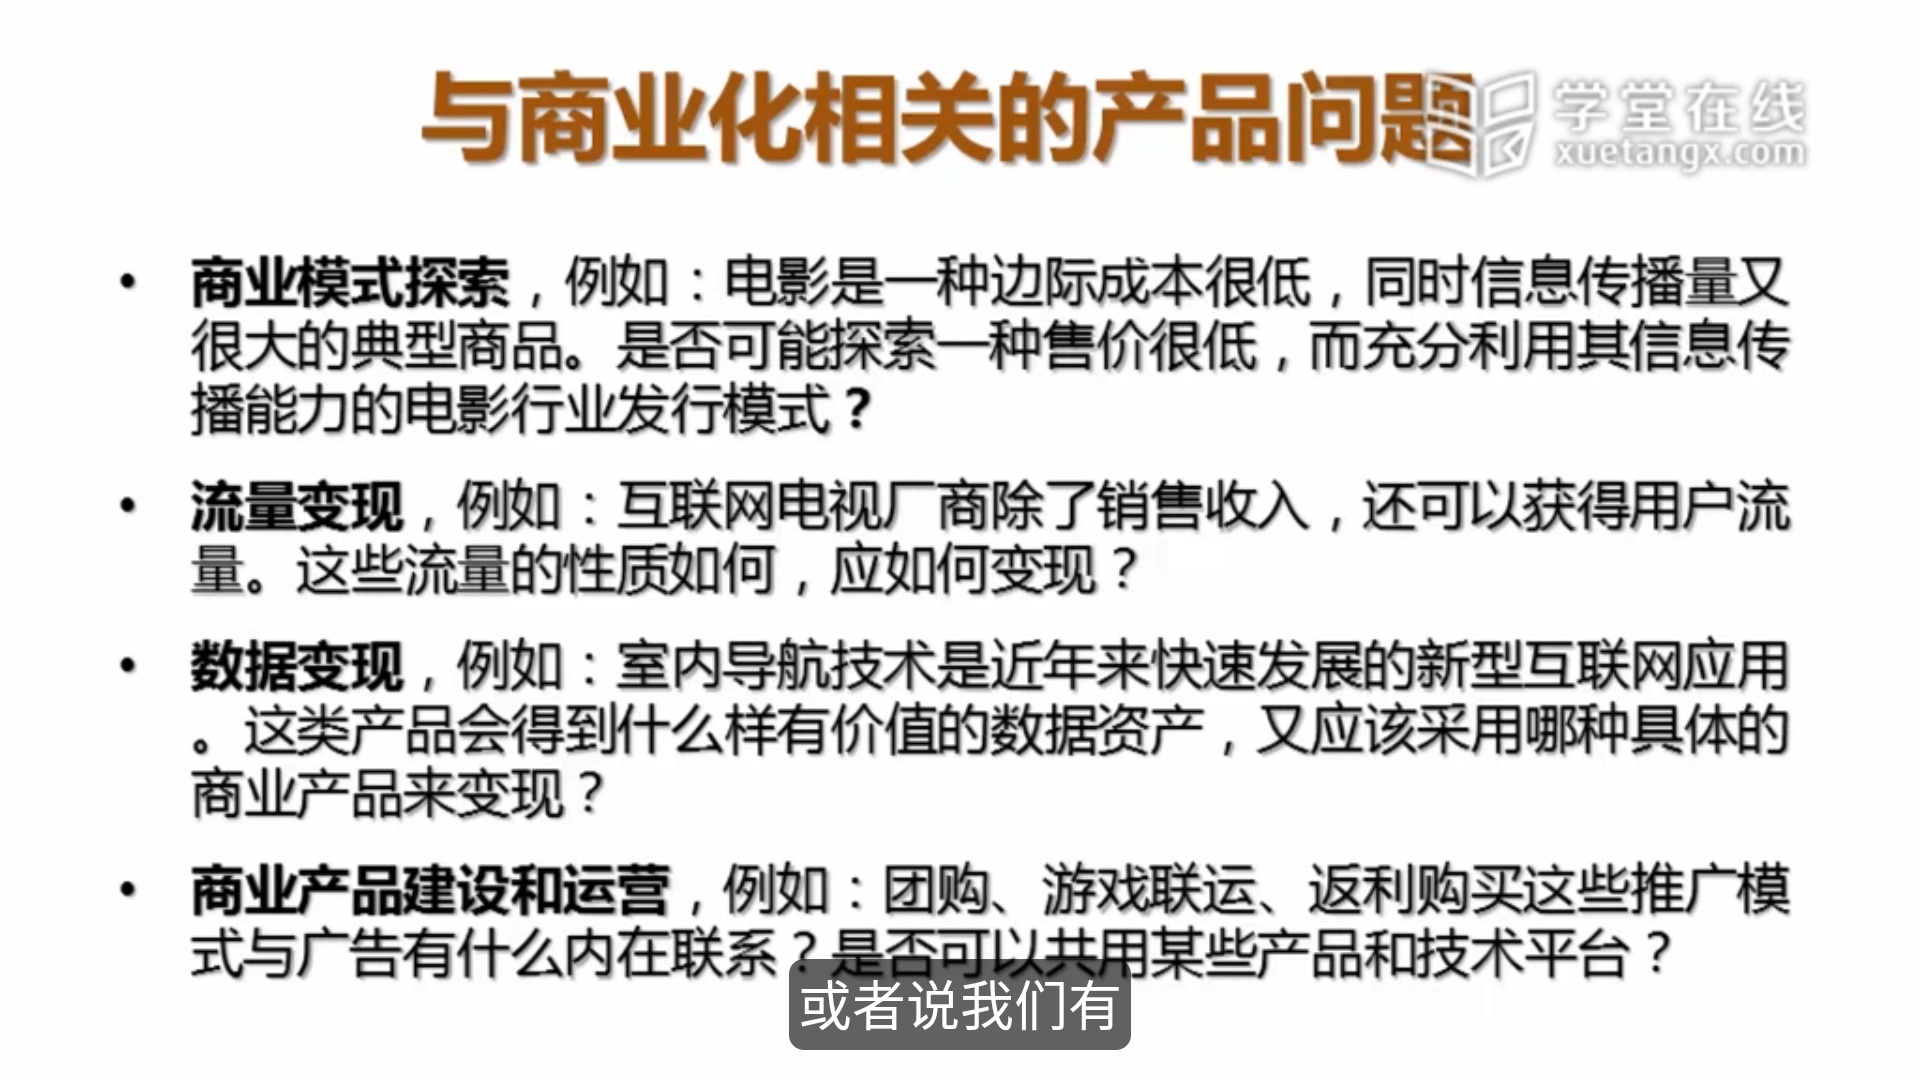 与商业化相关的产品问题
学堂在线
xuetangx.com
• 商业模式探索，例如：电影是一种边际成本很低，同时信息传播量又
很大的典型商品。是否可能探索一种售价很低，而充分利用其信息传
播能力的电影行业发行模式？
• 流量变现，例如：互联网电视厂商除了销售收入，还可以获得用户流
量。这些流量的性质如何，应如何变现？
• 数据变现，例如：室内导航技术是近年来快速发展的新型互联网应用
。这类产品会得到什么样有价值的数据资产，又应该采用哪种具体的
商业产品来变现？
• 商业产品建设和运营，例如：团购、游戏联运、返利购买这些推广模
式与广告有什么内在联系？是否可以共用某些产品和技术平台？
或者说我们有